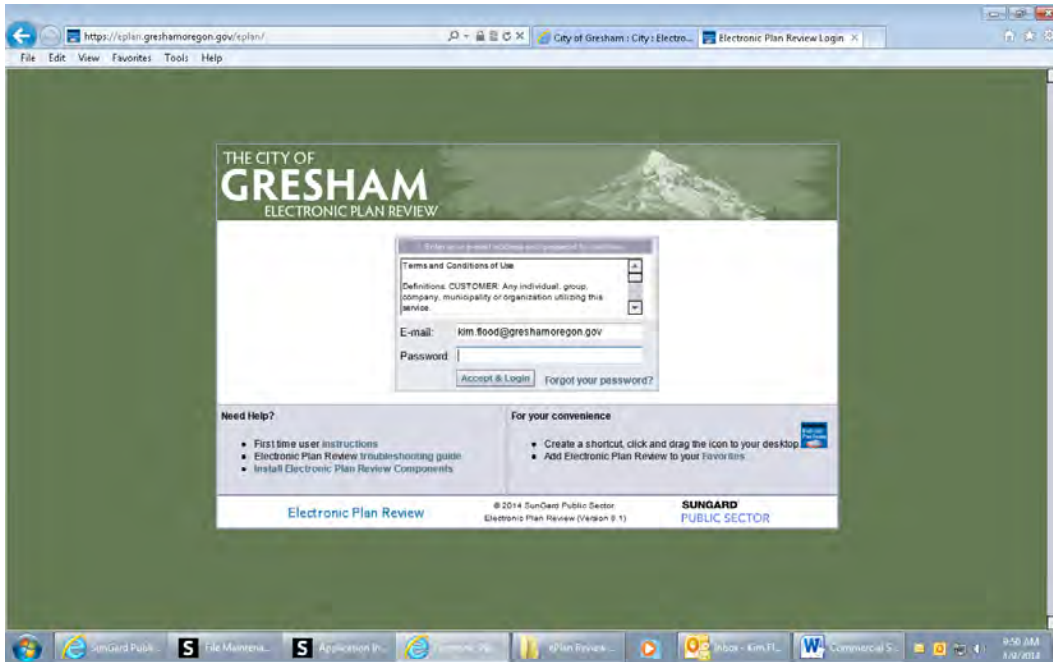 https://eplan.greshamoregon.gov/eplan/
City of Gresham : City : Electro...
Electronic Plan Review Login
File Edit View Favorites Tools Help
THE CITY OF
GRESHAM
ELECTRONIC PLAN REVIEW
Terms and Conditions of Use
Definitions: CUSTOMER: Any individual, group,
company, municipality or organization utilizing this
service.
E-mail: kim.flood@greshamoregon.gov
Password:
Accept & Login Forgot your password?
Need Help?
• First time user instructions
• Electronic Plan Review troubleshooting guide
• Install Electronic Plan Review Components
For your convenience
• Create a shortcut, click and drag the icon to your desktop
• Add Electronic Plan Review to your Favorites
Electronic Plan Review
© 2014 SunGard Public Sector
Electronic Plan Review (Version 9.1)
SUNGARD
PUBLIC SECTOR
SunGard Publi...
File Maintena...
Application In...
ePlan Review...
Inbox - Kim.Fl...
Commercial S...
9:50 AM